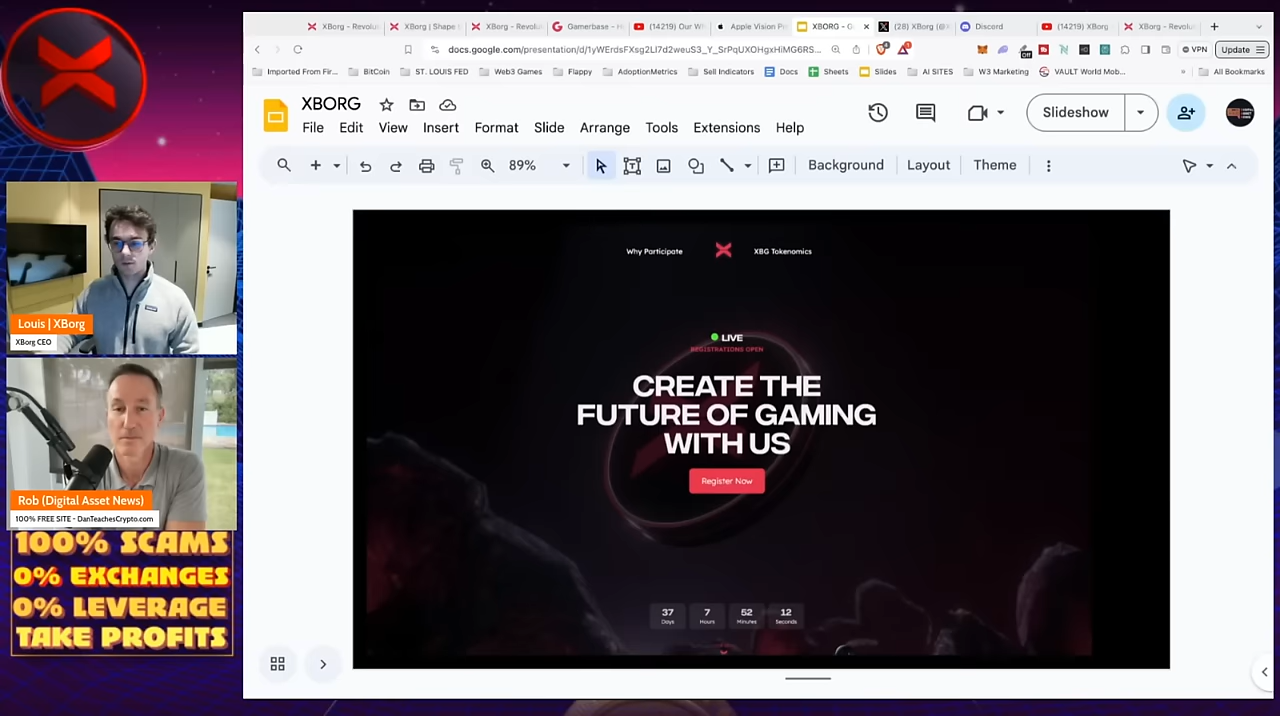 XBorg - Revolus
XBorg | Shape
XBorg - Revolu
Gamerbase - H
(14219) Our W
Apple Vision P
XBORG - G
(28) XBorg (@X
Discord
(14219) XBorg
XBorg - Revolu
docs.google.com/presentation/d/1yWErdsFXsg2Ll7d2weuS3_Y_SrPqUXOHgxHiMG6RS...
Off
VPN
Update
Imported From Fir...
BitCoin
ST. LOUIS FED
Web3 Games
Flappy
AdoptionMetrics
Sell Indicators
Docs
Sheets
Slides
AI SITES
W3 Marketing
VAULT World Mob...
All Bookmarks
XBORG
File Edit View Insert Format Slide Arrange Tools Extensions Help
Slideshow
89%
Background
Layout
Theme
Why Participate
XBG Tokenomics
LIVE
REGISTRATIONS OPEN
CREATE THE
FUTURE OF GAMING
WITH US
Register Now
37 7 52 12
Days Hours Minutes Seconds
Louis | XBorg
XBorg CEO
Rob (Digital Asset News)
100% FREE SITE - DanTeachesCrypto.com
100% SCAMS
0% EXCHANGES
0% LEVERAGE
TAKE PROFITS